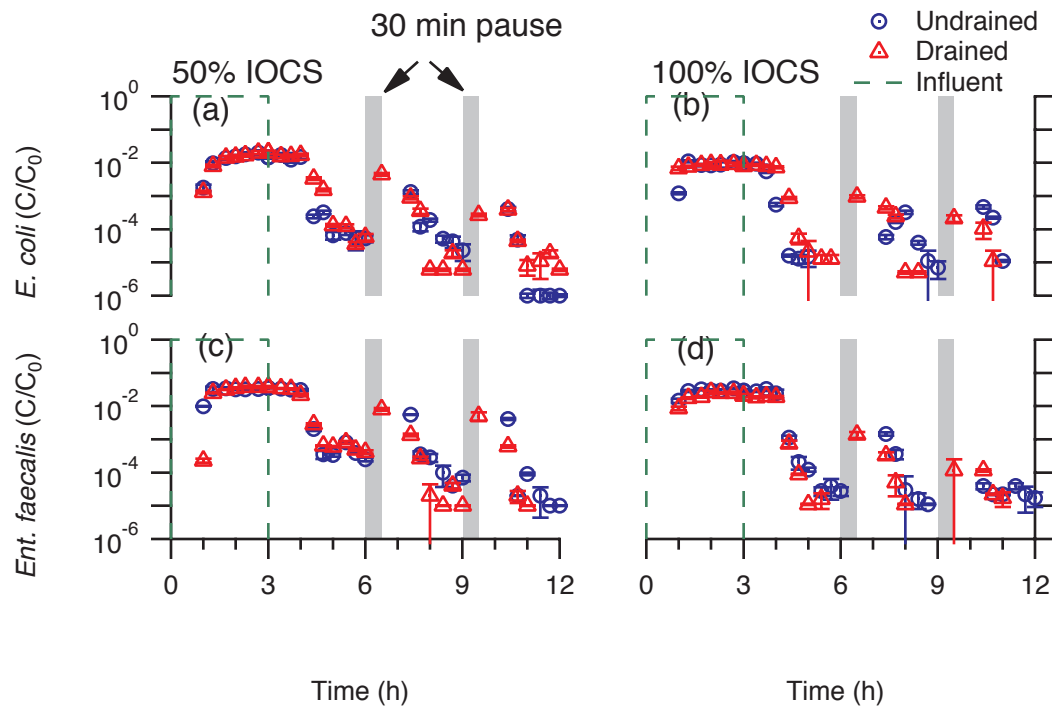 30 min pause
Undrained
Drained
Influent
50% IOCS
100% IOCS
(a)
(b)
E. coli (C/C0)
10^0
10^-2
10^-4
10^-6
(c)
(d)
Ent. faecalis (C/C0)
10^0
10^-2
10^-4
10^-6
0 3 6 9 12
0 3 6 9 12
Time (h)
Time (h)